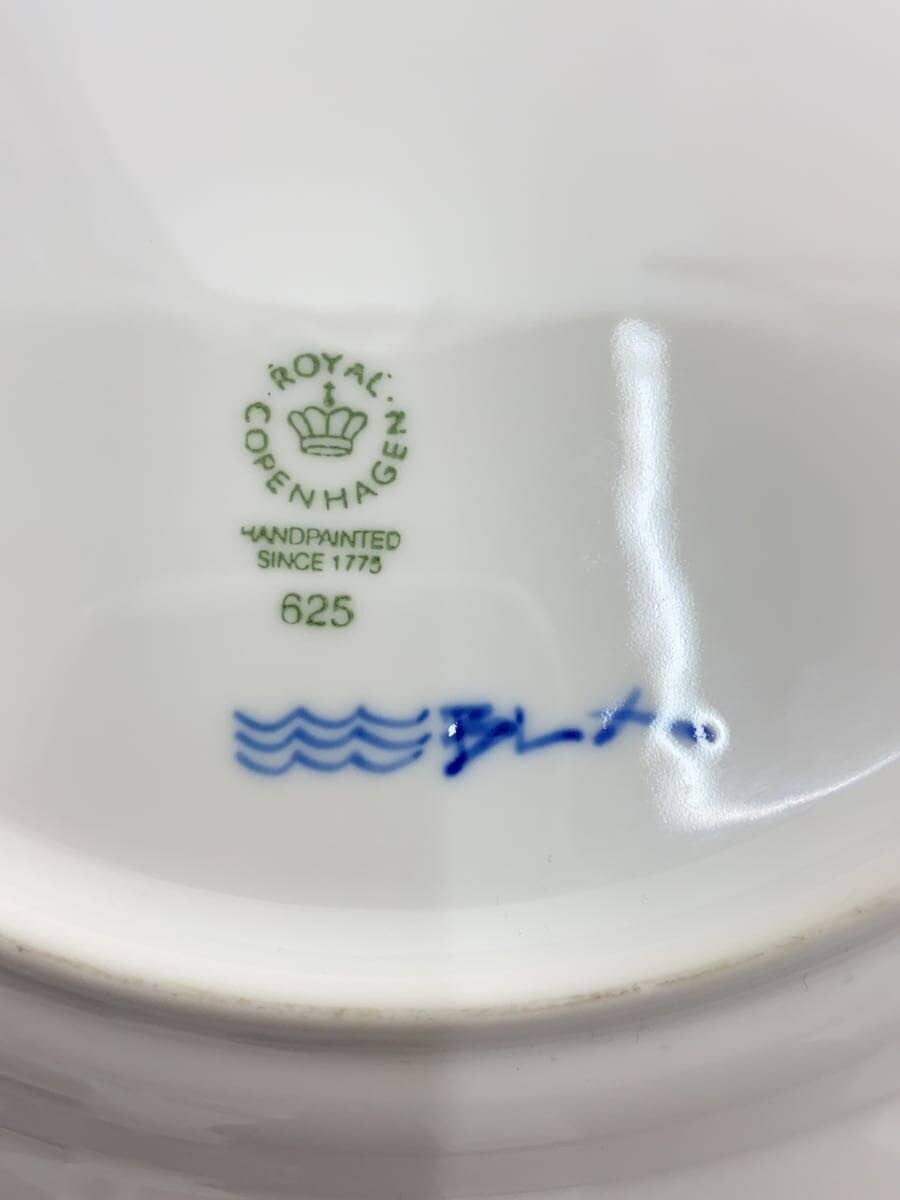 ROYAL
COPENHAGEN
HANDPAINTED
SINCE 1775
625